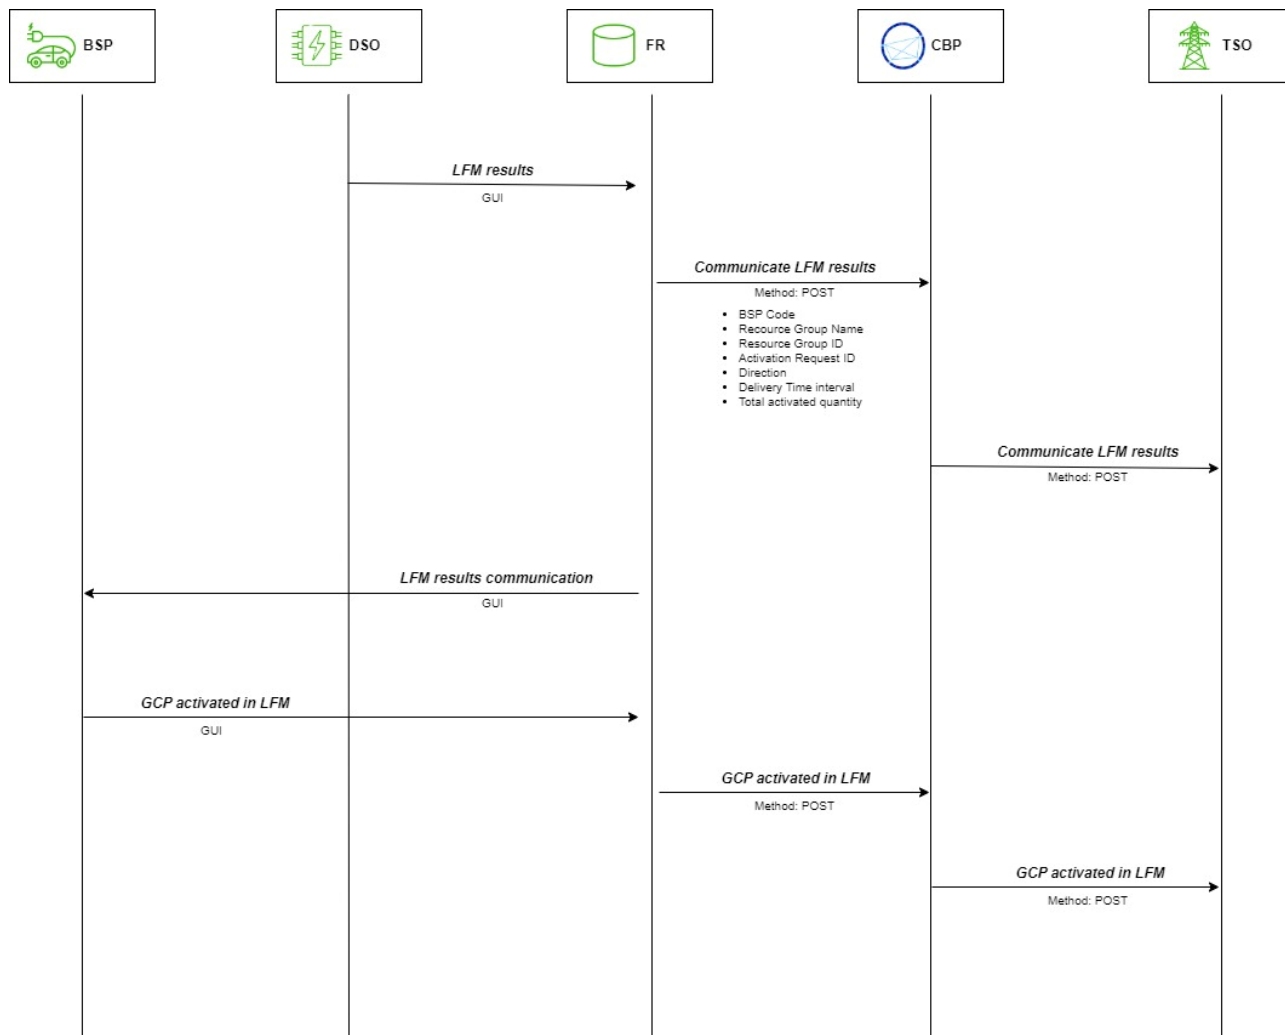 BSP
DSO
FR
CBP
TSO
LFM results
GUI
Communicate LFM results
Method: POST
• BSP Code
• Recource Group Name
• Resource Group ID
• Activation Request ID
• Direction
• Delivery Time interval
• Total activated quantity
Communicate LFM results
Method: POST
LFM results communication
GUI
GCP activated in LFM
GUI
GCP activated in LFM
Method: POST
GCP activated in LFM
Method: POST